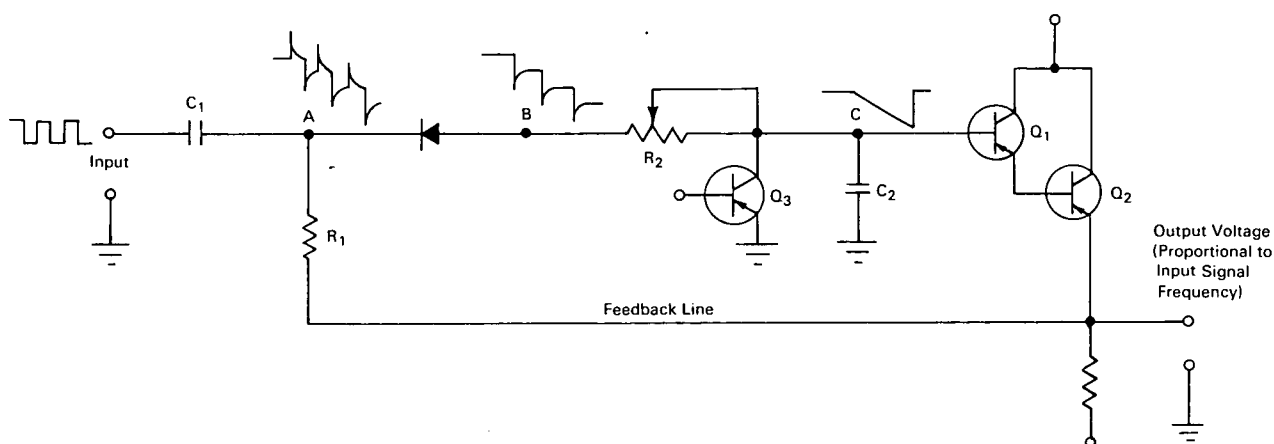 C1
A
B
C
Q1
Input
R2
Q3
C2
Q2
R1
Output Voltage
(Proportional to
Input Signal
Frequency)
Feedback Line